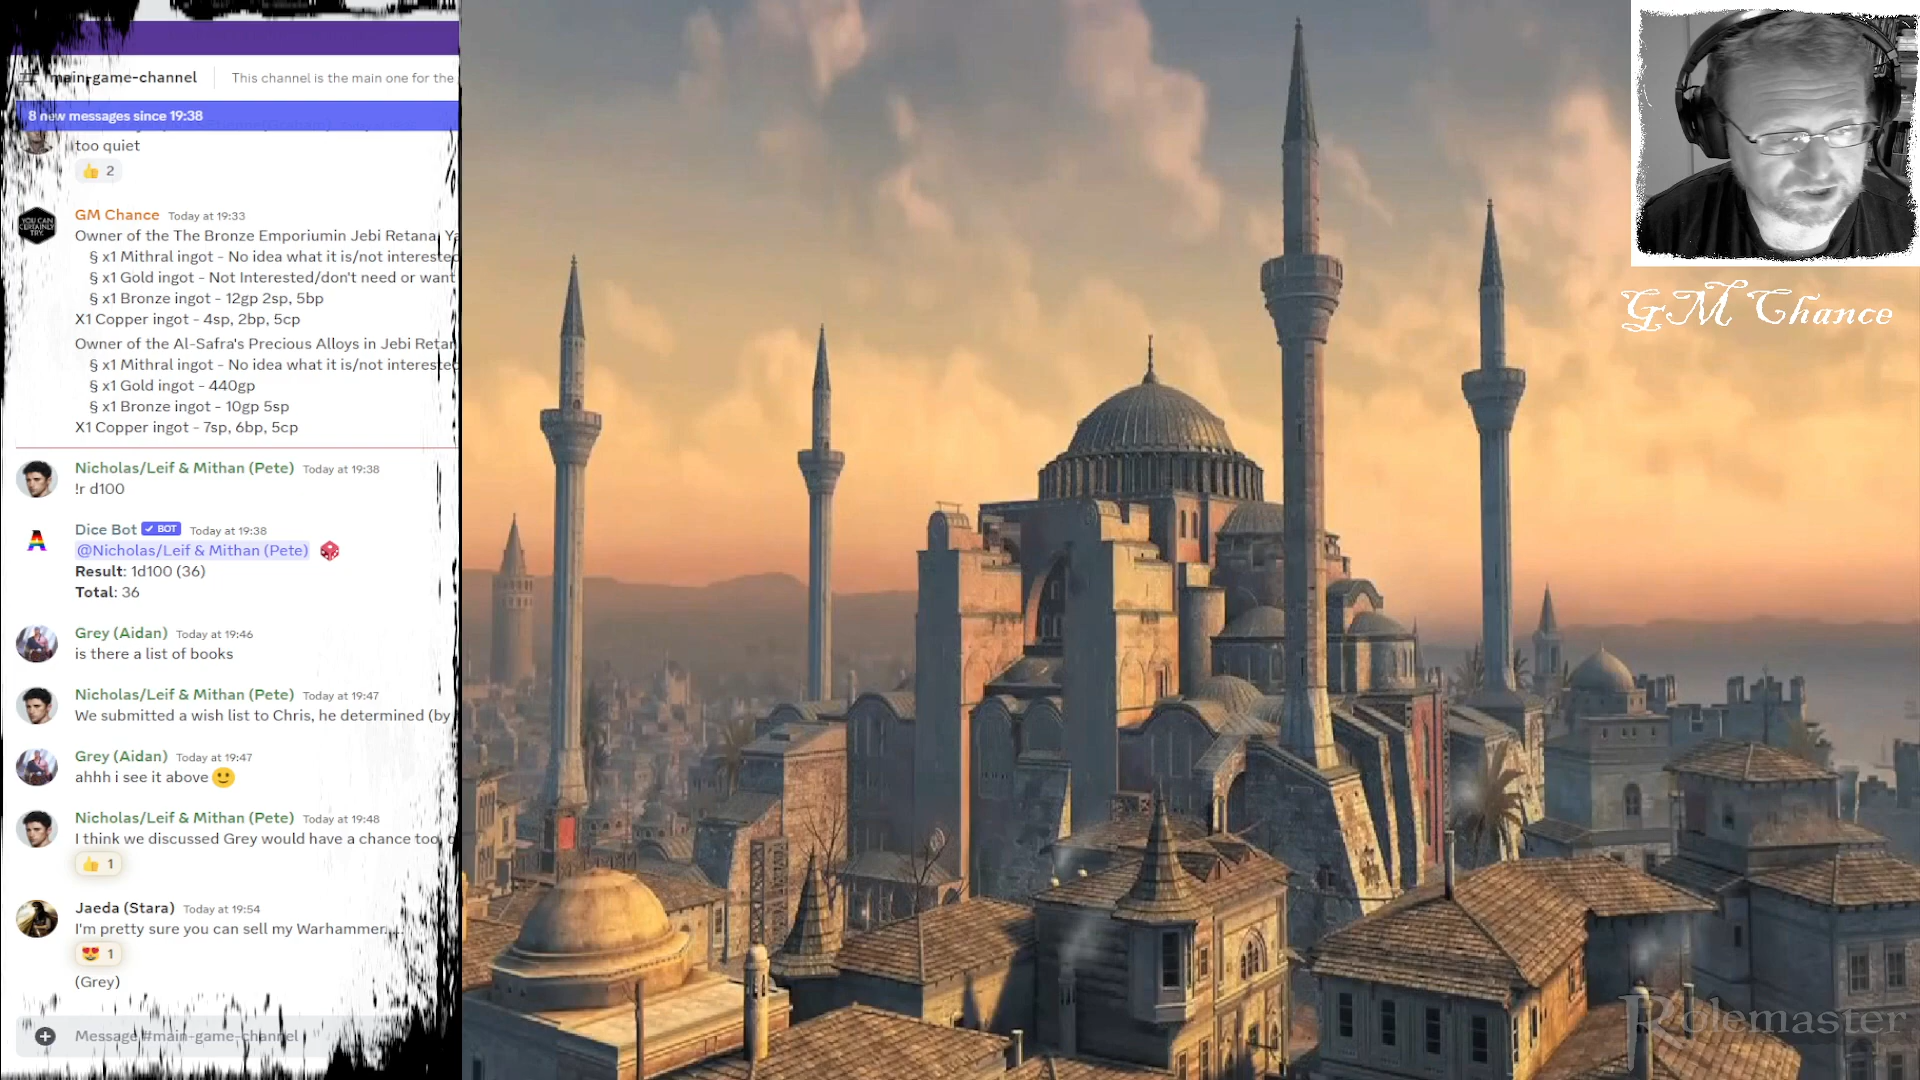 main-game-channel
This channel is the main one for the
8 new messages since 19:38
too quiet
2
YOU CAN CERTAINLY TRY
GM Chance Today at 19:33
Owner of the The Bronze Emporiumin Jebi Retana,
§ x1 Mithral ingot - No idea what it is/not interested
§ x1 Gold ingot - Not Interested/don't need or want
§ x1 Bronze ingot - 12gp 2sp, 5bp
X1 Copper ingot - 4sp, 2bp, 5cp
Owner of the Al-Safra's Precious Alloys in Jebi
§ x1 Mithral ingot - No idea what it is/not interested
§ x1 Gold ingot - 440gp
§ x1 Bronze ingot - 10gp 5sp
X1 Copper ingot - 7sp, 6bp, 5cp
Nicholas/Leif & Mithan (Pete) Today at 19:38
!r d100
Dice Bot BOT Today at 19:38
@Nicholas/Leif & Mithan (Pete)
Result: 1d100 (36)
Total: 36
Grey (Aidan) Today at 19:46
is there a list of books
Nicholas/Leif & Mithan (Pete) Today at 19:47
We submitted a wish list to Chris, he determined (by
Grey (Aidan) Today at 19:47
ahhh i see it above 🙂
Nicholas/Leif & Mithan (Pete) Today at 19:48
I think we discussed Grey would have a chance too,
1
Jaeda (Stara) Today at 19:54
I'm pretty sure you can sell my Warhammer....
1
(Grey)
Message #main-game-channel
GM Chance
Rolemaster